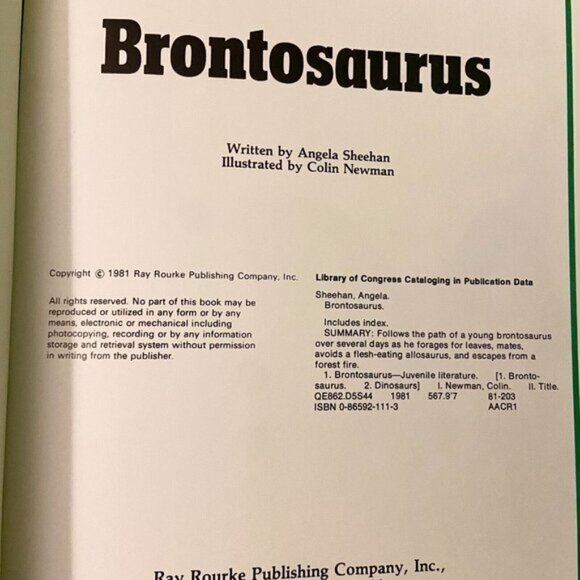 Brontosaurus
Written by Angela Sheehan
Illustrated by Colin Newman
Copyright © 1981 Ray Rourke Publishing Company, Inc.
All rights reserved. No part of this book may be
reproduced or utilized in any form or by any
means, electronic or mechanical including
photocopying, recording or by any information
storage and retrieval system without permission
in writing from the publisher.
Library of Congress Cataloging in Publication Data
Sheehan, Angela.
Brontosaurus.
Includes index.
SUMMARY: Follows the path of a young brontosaurus
over several days as he forages for leaves, mates,
avoids a flesh-eating allosaurus, and escapes from a
forest fire.
1. Brontosaurus—Juvenile literature. [1. Bronto-
saurus. 2. Dinosaurs] I. Newman, Colin. II. Title.
QE862.D5S44 1981 567.9'7 81-203
ISBN 0-86592-111-3 AACR1
Ray Rourke Publishing Company, Inc.,